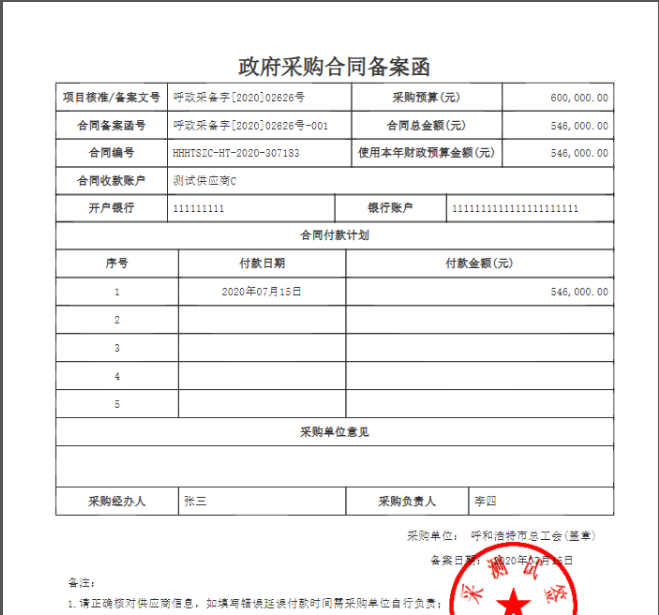 政府采购合同备案函
项目核准/备案文号 呼政采备字[2020]02626号 采购预算(元) 600,000.00
合同备案函号 呼政采备字[2020]02626号-001 合同总金额(元) 546,000.00
合同编号 HHHTSZC-HT-2020-307183 使用本年财政预算金额(元) 546,000.00
合同收款账户 测试供应商C
开户银行 111111111 银行账户 1111111111111111111111
合同付款计划
序号 付款日期 付款金额(元)
1 2020年07月15日 546,000.00
2
3
4
5
采购单位意见
采购经办人 张三 采购负责人 李四
采购单位: 呼和浩特市总工会(盖章)
备案日期: 2020年07月15日
采 测 试 签
备注:
1.请正确核对供应商信息，如填写错误延误付款时间需采购单位自行负责;